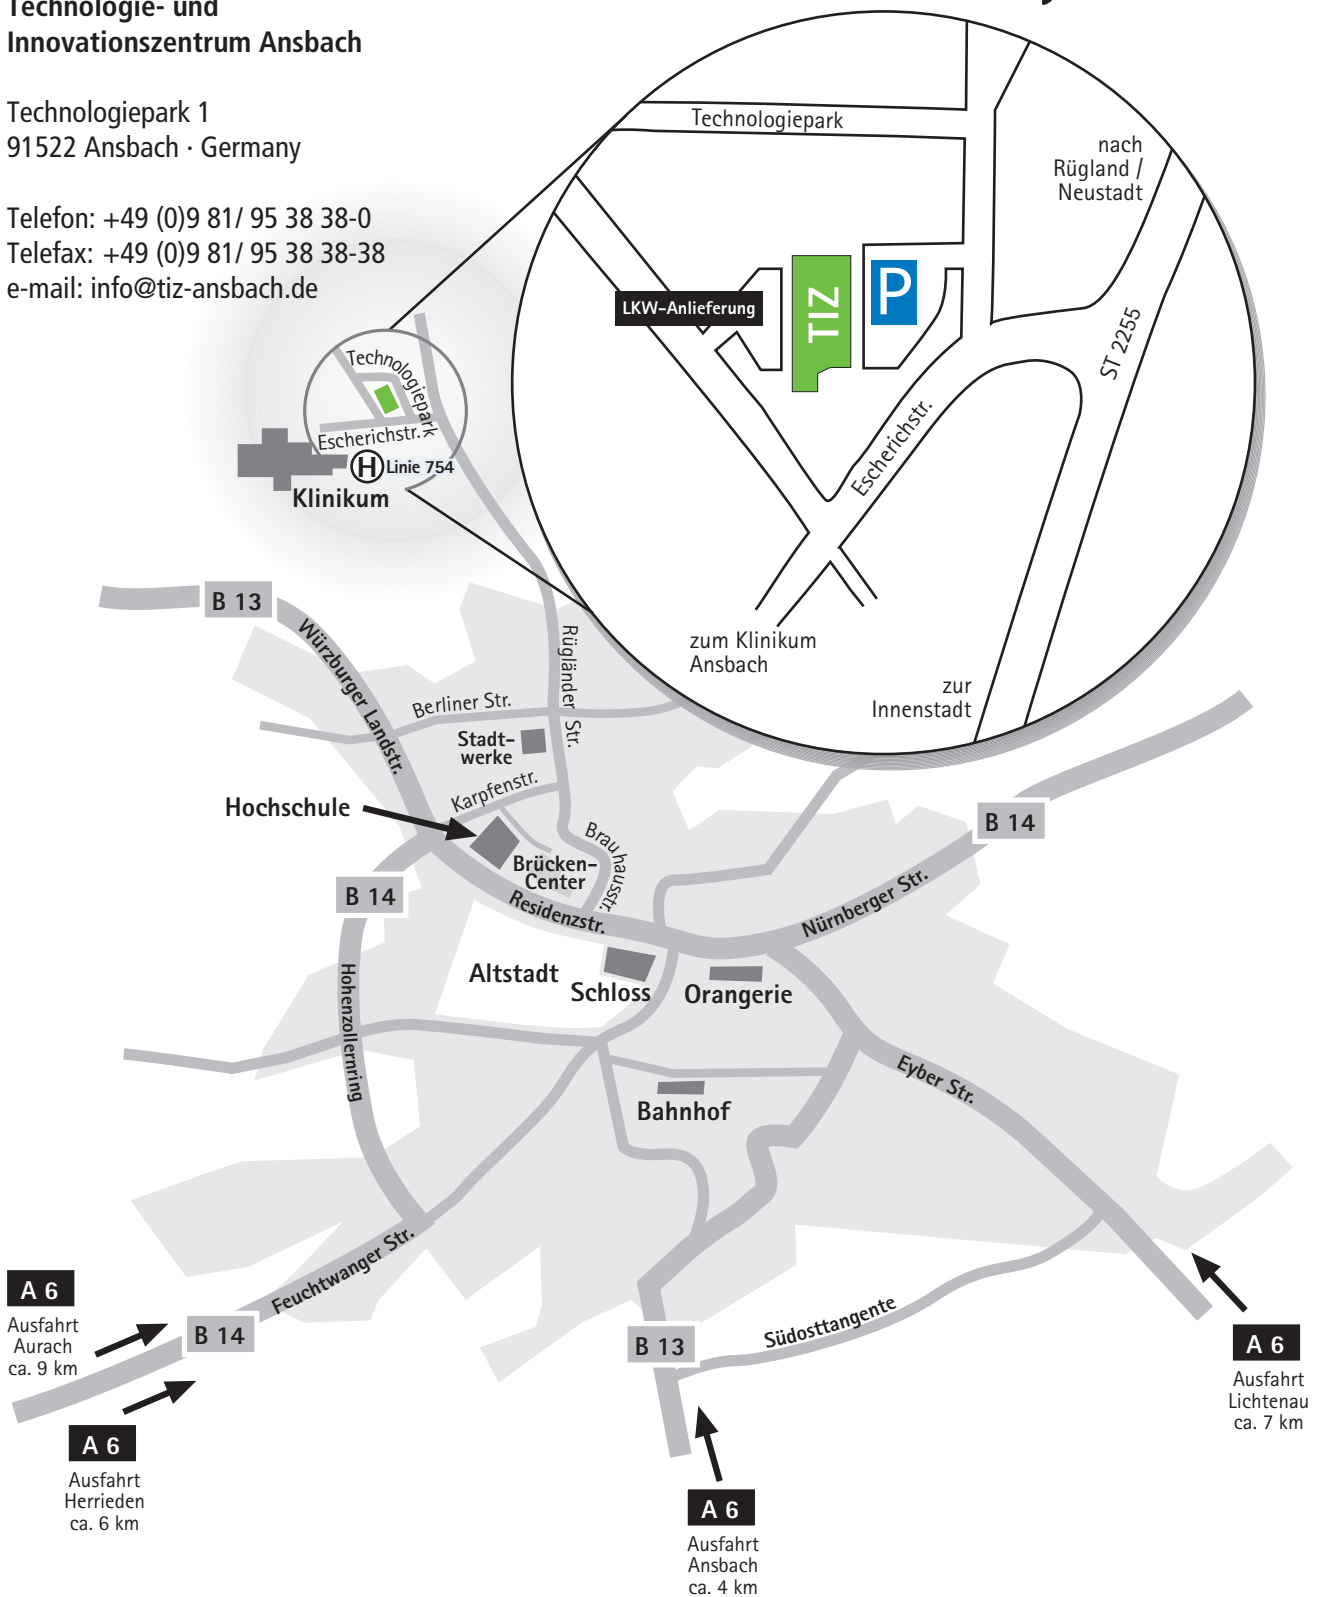 Technologie- und
Innovationszentrum Ansbach
Technologiepark 1
91522 Ansbach · Germany
Telefon: +49 (0)9 81/ 95 38 38-0
Telefax: +49 (0)9 81/ 95 38 38-38
e-mail: info@tiz-ansbach.de
Technologiepark
nach
Rügland /
Neustadt
LKW-Anlieferung
TIZ
P
ST 2255
Escherichstr.
zum Klinikum
Ansbach
zur
Innenstadt
Technologiepark
Escherichstr.
H
Linie 754
Klinikum
B 13
Würzburger Landstr.
Rügländer Str.
Berliner Str.
Stadt-
werke
Karpfenstr.
Hochschule
Brauhausstr.
Brücken-
Center
B 14
B 14
Residenzstr.
Nürnberger Str.
Altstadt
Schloss
Orangerie
Hohenzollernring
Eyber Str.
Bahnhof
Feuchtwanger Str.
A 6
Ausfahrt
Aurach
ca. 9 km
B 14
B 13
Südosttangente
A 6
Ausfahrt
Lichtenau
ca. 7 km
A 6
Ausfahrt
Herrieden
ca. 6 km
A 6
Ausfahrt
Ansbach
ca. 4 km